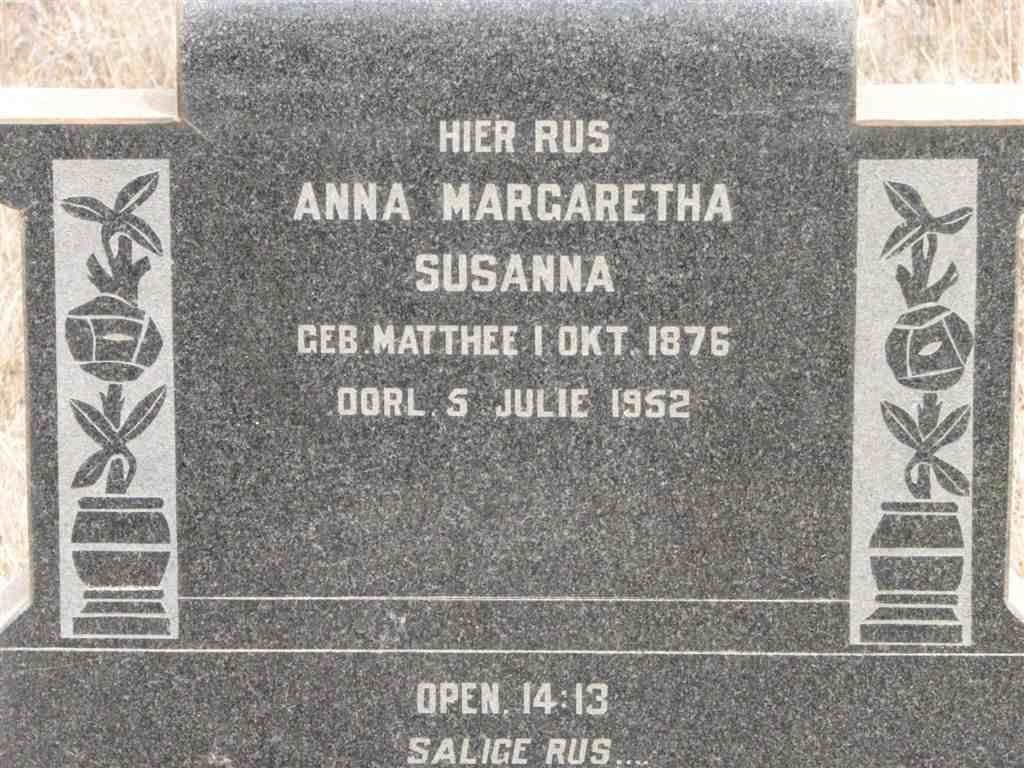 HIER RUS
ANNA MARGARETHA
SUSANNA
GEB. MATTHEE 1 OKT. 1876
OORL. 5 JULIE 1952
OPEN. 14:13
SALIGE RUS....